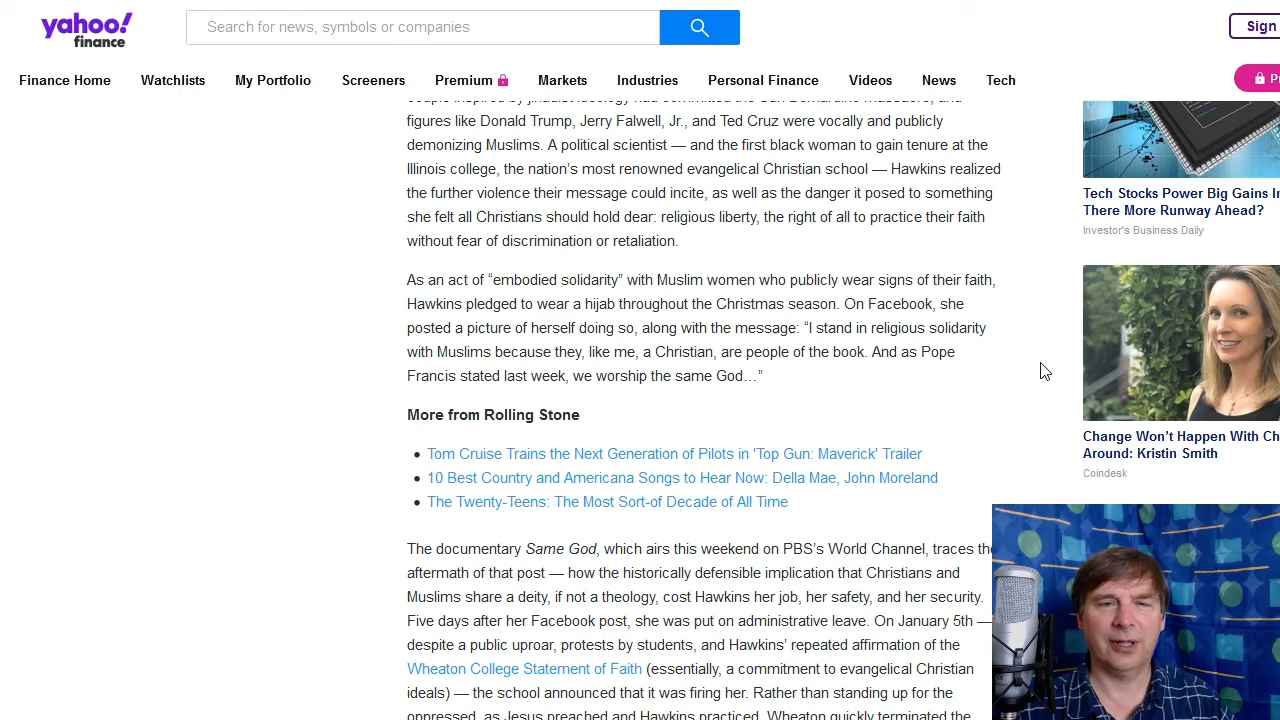 yahoo!
finance
Search for news, symbols or companies
Sign
Finance Home Watchlists My Portfolio Screeners Premium Markets Industries Personal Finance Videos News Tech
figures like Donald Trump, Jerry Falwell, Jr., and Ted Cruz were vocally and publicly
demonizing Muslims. A political scientist — and the first black woman to gain tenure at the
Illinois college, the nation’s most renowned evangelical Christian school — Hawkins realized
the further violence their message could incite, as well as the danger it posed to something
she felt all Christians should hold dear: religious liberty, the right of all to practice their faith
without fear of discrimination or retaliation.
As an act of “embodied solidarity” with Muslim women who publicly wear signs of their faith,
Hawkins pledged to wear a hijab throughout the Christmas season. On Facebook, she
posted a picture of herself doing so, along with the message: “I stand in religious solidarity
with Muslims because they, like me, a Christian, are people of the book. And as Pope
Francis stated last week, we worship the same God…”
More from Rolling Stone
• Tom Cruise Trains the Next Generation of Pilots in 'Top Gun: Maverick' Trailer
• 10 Best Country and Americana Songs to Hear Now: Della Mae, John Moreland
• The Twenty-Teens: The Most Sort-of Decade of All Time
The documentary Same God, which airs this weekend on PBS’s World Channel, traces the
aftermath of that post — how the historically defensible implication that Christians and
Muslims share a deity, if not a theology, cost Hawkins her job, her safety, and her security.
Five days after her Facebook post, she was put on administrative leave. On January 5th —
despite a public uproar, protests by students, and Hawkins’ repeated affirmation of the
Wheaton College Statement of Faith (essentially, a commitment to evangelical Christian
ideals) — the school announced that it was firing her. Rather than standing up for the
oppressed, as Jesus preached and Hawkins practiced, Wheaton quickly terminated the
Tech Stocks Power Big Gains In
There More Runway Ahead?
Investor's Business Daily
Change Won’t Happen With Ch
Around: Kristin Smith
Coindesk